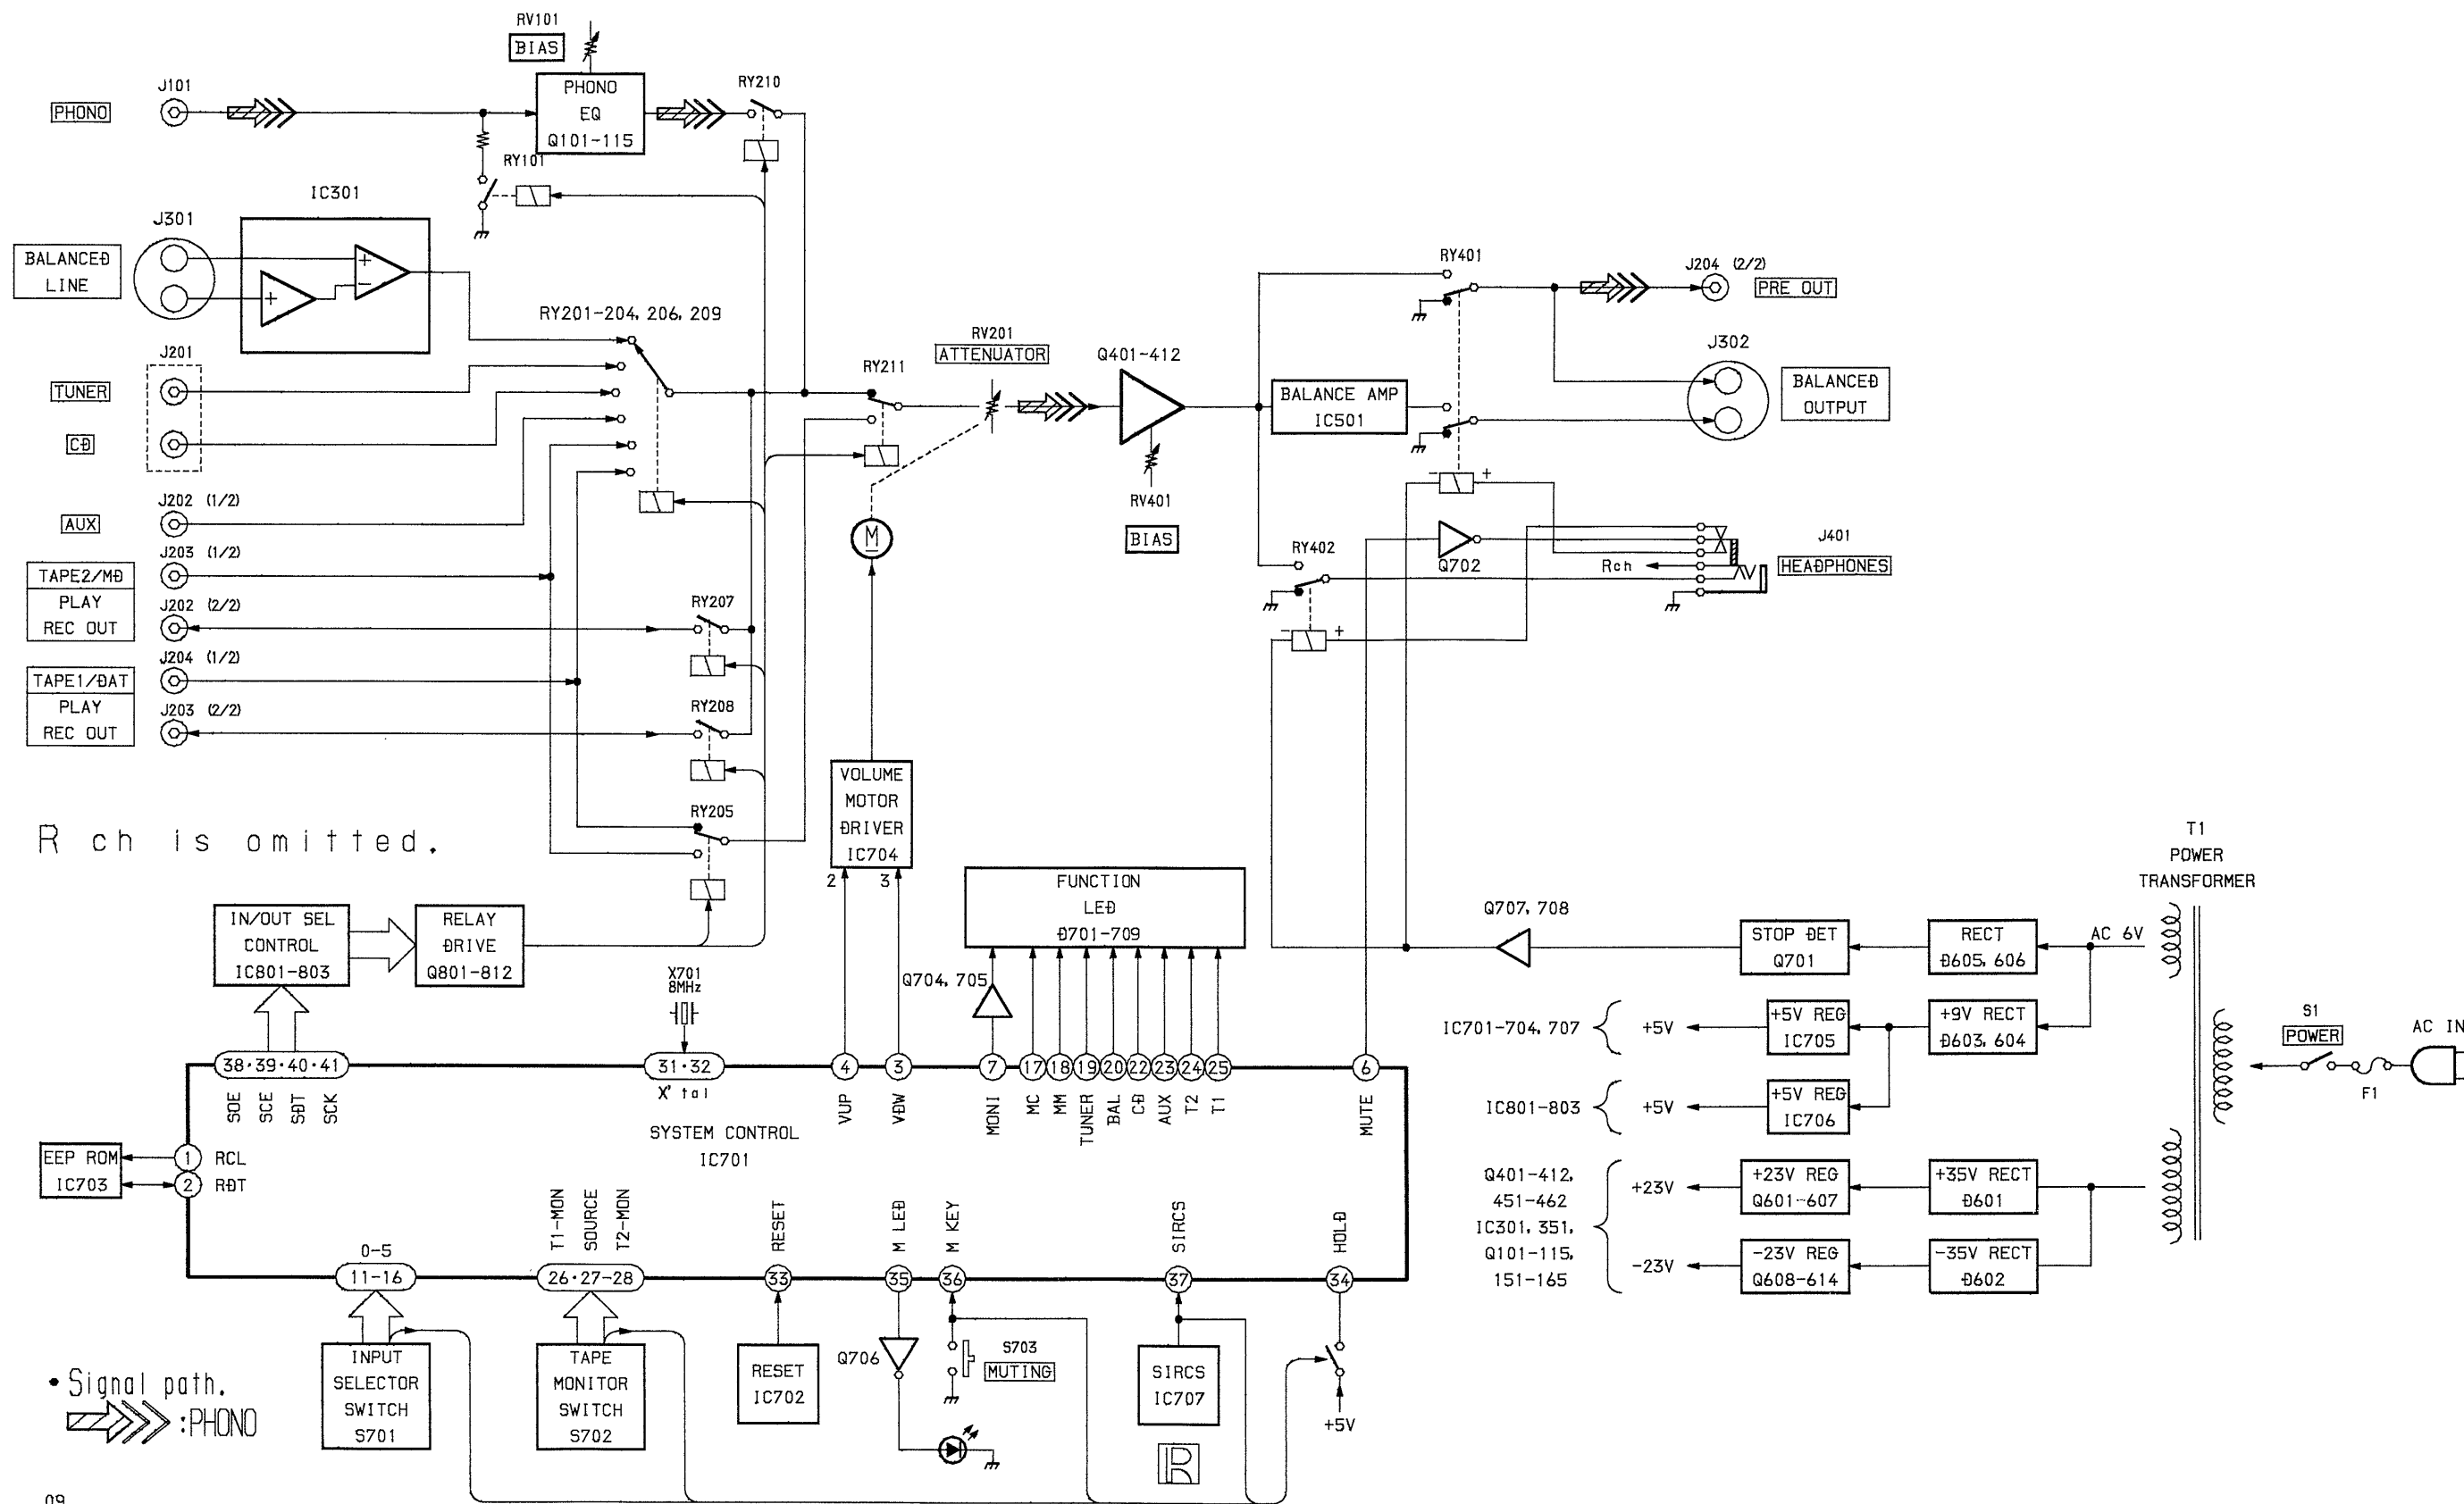 RV101
BIAS
PHONO
J101
PHONO
EQ
Q101-115
RY210
RY101
IC301
J301
BALANCED
LINE
+
+
-
RY201-204, 206, 209
J201
TUNER
CD
J202 (1/2)
AUX
J203 (1/2)
TAPE2/MD
PLAY
J202 (2/2)
REC OUT
J204 (1/2)
TAPE1/DAT
PLAY
J203 (2/2)
REC OUT
RY211
RV201
ATTENUATOR
Q401-412
RV401
BIAS
M
RY207
RY208
RY205
RY401
J204 (2/2)
PRE OUT
J302
BALANCED
OUTPUT
BALANCE AMP
IC501
- +
Q702
RY402
- +
Rch
J401
HEADPHONES
VOLUME
MOTOR
DRIVER
IC704
2 3
R ch is omitted.
IN/OUT SEL
CONTROL
IC801-803
RELAY
DRIVE
Q801-812
X701
8MHz
FUNCTION
LED
D701-709
Q704, 705
T1
POWER
TRANSFORMER
Q707, 708
STOP DET
Q701
RECT
D605, 606
AC 6V
IC701-704, 707
+5V
+5V REG
IC705
+9V RECT
D603, 604
IC801-803
+5V
+5V REG
IC706
S1
POWER
F1
AC IN
Q401-412,
451-462
IC301, 351,
Q101-115,
151-165
+23V
+23V REG
Q601-607
+35V RECT
D601
-23V
-23V REG
Q608-614
-35V RECT
D602
38·39·40·41
31·32
4
3
7
17
18
19
20
22
23
24
25
6
SOE
SCE
SDT
SCK
X'tal
VUP
VDW
MONI
MC
MM
TUNER
BAL
CD
AUX
T2
T1
MUTE
SYSTEM CONTROL
IC701
EEP ROM
IC703
1 RCL
2 RDT
0-5
T1-MON
SOURCE
T2-MON
RESET
M LED
M KEY
SIRCS
HOLD
11-16
26·27-28
33
35
36
37
34
INPUT
SELECTOR
SWITCH
S701
TAPE
MONITOR
SWITCH
S702
RESET
IC702
Q706
S703
MUTING
SIRCS
IC707
R
+5V
• Signal path.
:PHONO
09